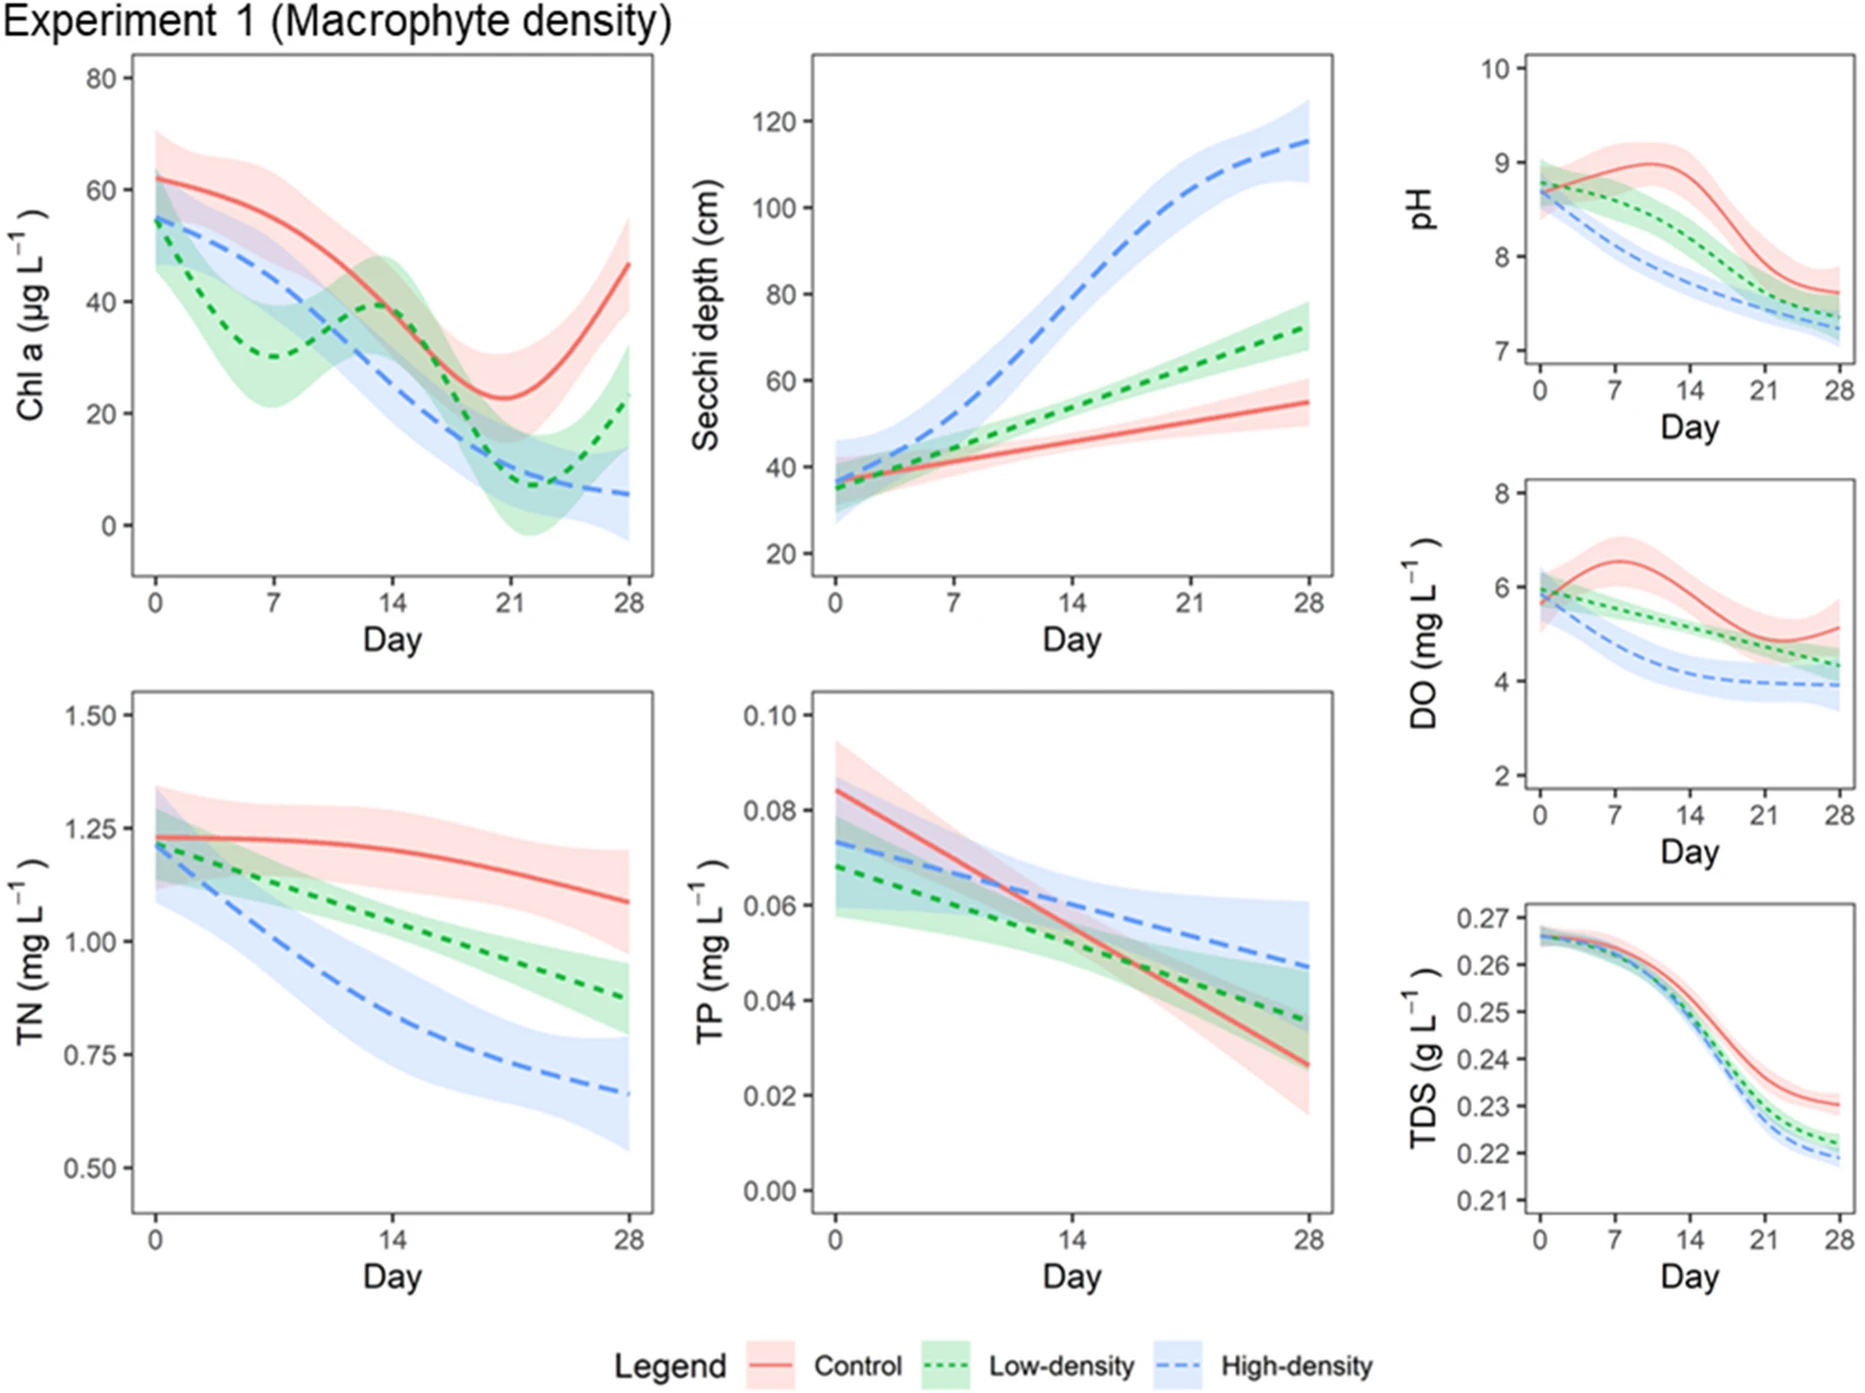 Experiment 1 (Macrophyte density)
Chl a (µg L⁻¹ )
80
60
40
20
0
0 7 14 21 28
Day
Secchi depth (cm)
120
100
80
60
40
20
0 7 14 21 28
Day
pH
10
9
8
7
0 7 14 21 28
Day
DO (mg L⁻¹ )
8
6
4
2
0 7 14 21 28
Day
TN (mg L⁻¹ )
1.50
1.25
1.00
0.75
0.50
0 14 28
Day
TP (mg L⁻¹ )
0.10
0.08
0.06
0.04
0.02
0.00
0 14 28
Day
TDS (g L⁻¹ )
0.27
0.26
0.25
0.24
0.23
0.22
0.21
0 7 14 21 28
Day
Legend Control Low-density High-density